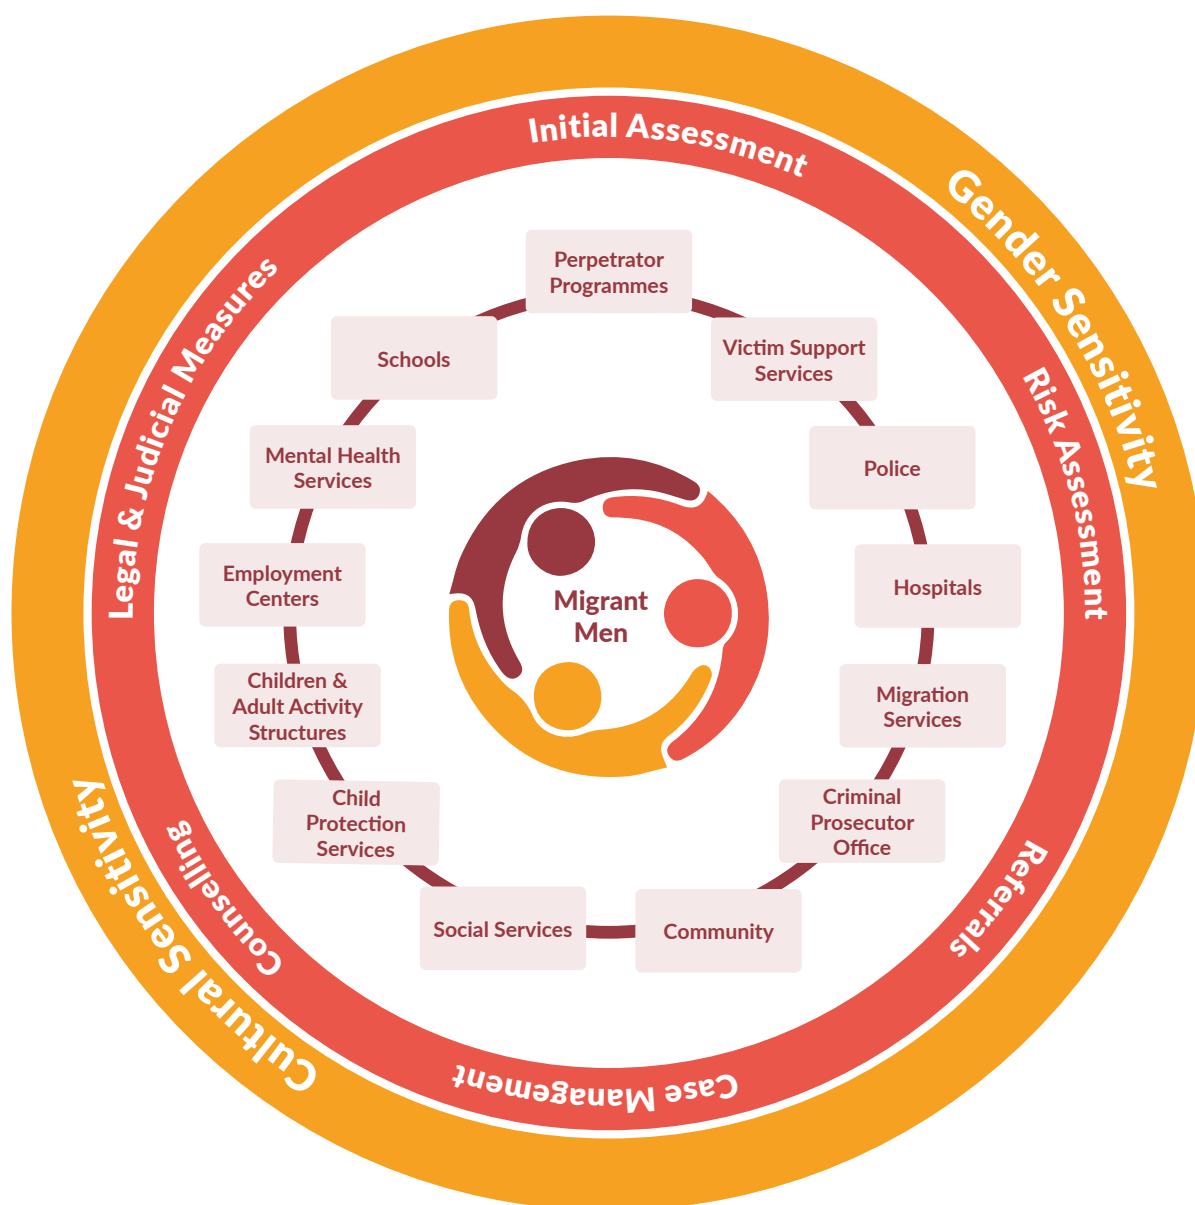 Initial Assessment
Gender Sensitivity
Risk Assessment
Referrals
Case Management
Counselling
Cultural Sensitivity
Legal & Judicial Measures
Perpetrator
Programmes
Victim Support
Services
Police
Hospitals
Migration
Services
Criminal
Prosecutor
Office
Community
Social Services
Child
Protection
Services
Children &
Adult Activity
Structures
Employment
Centers
Mental Health
Services
Schools
Migrant
Men